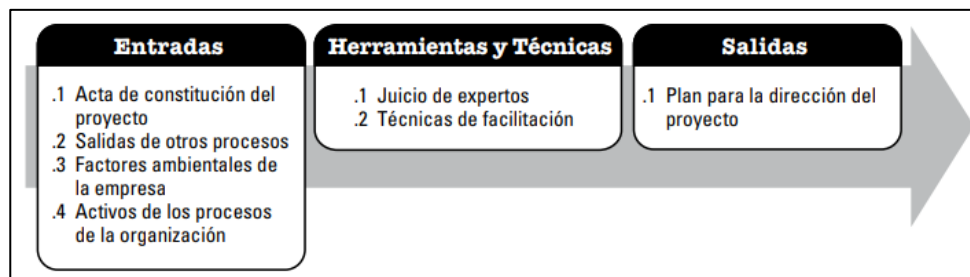 Entradas
.1 Acta de constitución del
proyecto
.2 Salidas de otros procesos
.3 Factores ambientales de
la empresa
.4 Activos de los procesos
de la organización
Herramientas y Técnicas
.1 Juicio de expertos
.2 Técnicas de facilitación
Salidas
.1 Plan para la dirección del
proyecto